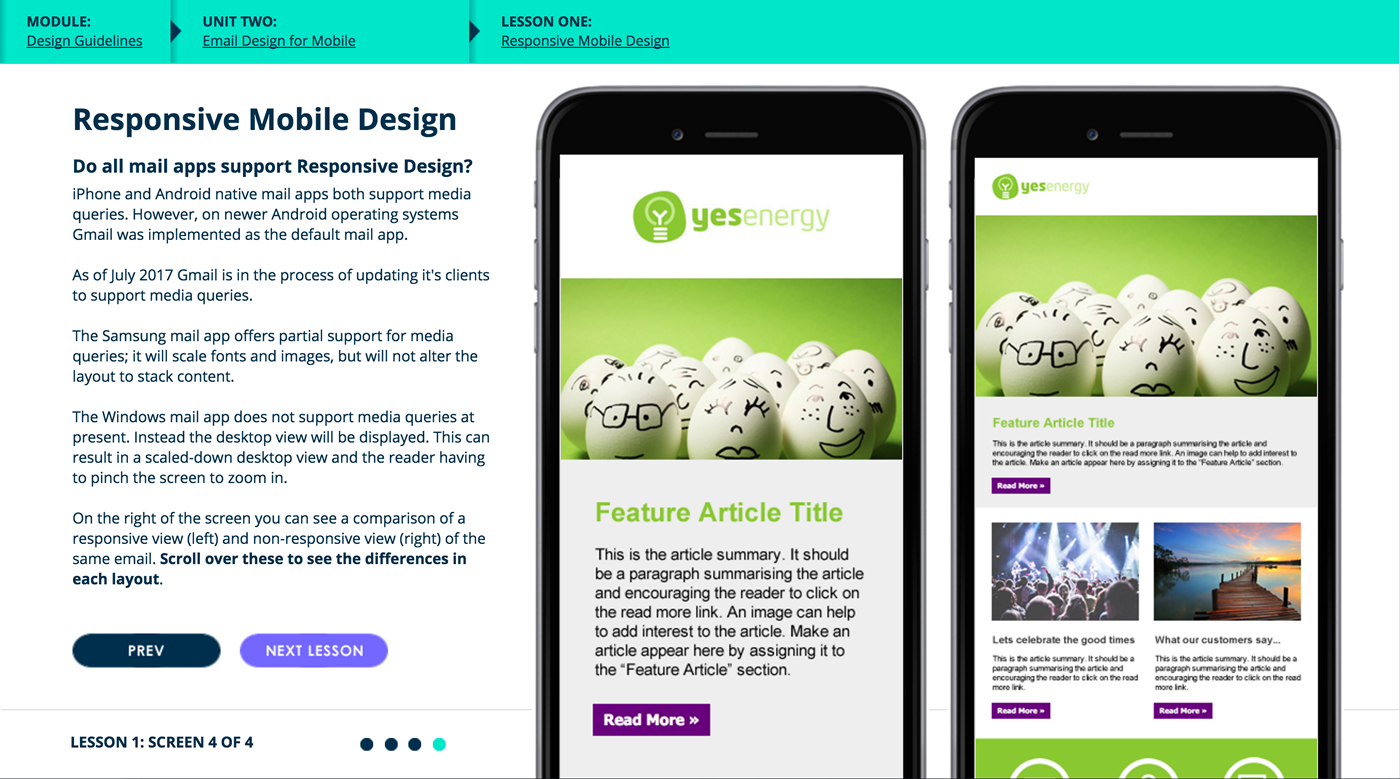 MODULE:
Design Guidelines
UNIT TWO:
Email Design for Mobile
LESSON ONE:
Responsive Mobile Design
Responsive Mobile Design
Do all mail apps support Responsive Design?
iPhone and Android native mail apps both support media
queries. However, on newer Android operating systems
Gmail was implemented as the default mail app.
As of July 2017 Gmail is in the process of updating it's clients
to support media queries.
The Samsung mail app offers partial support for media
queries; it will scale fonts and images, but will not alter the
layout to stack content.
The Windows mail app does not support media queries at
present. Instead the desktop view will be displayed. This can
result in a scaled-down desktop view and the reader having
to pinch the screen to zoom in.
On the right of the screen you can see a comparison of a
responsive view (left) and non-responsive view (right) of the
same email. Scroll over these to see the differences in
each layout.
PREV
NEXT LESSON
LESSON 1: SCREEN 4 OF 4
yesenergy
Feature Article Title
This is the article summary. It should
be a paragraph summarising the article
and encouraging the reader to click on
the read more link. An image can help
to add interest to the article. Make an
article appear here by assigning it to
the “Feature Article” section.
Read More »
yesenergy
Feature Article Title
This is the article summary. It should be a paragraph summarising the article and
encouraging the reader to click on the read more link. An image can help to add interest to
the article. Make an article appear here by assigning it to the "Feature Article" section.
Read More »
Lets celebrate the good times
This is the article summary. It should be a
paragraph summarising the article and
encouraging the reader to click on the read
more link.
Read More »
What our customers say...
This is the article summary. It should be a
paragraph summarising the article and
encouraging the reader to click on the read
more link.
Read More »